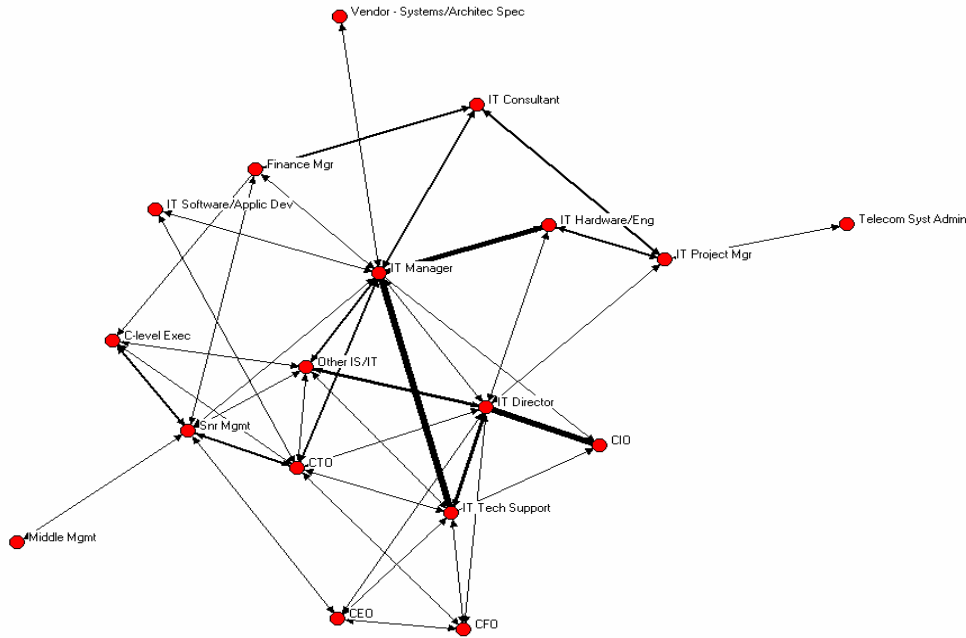 Vendor - Systems/Architec Spec
IT Consultant
Finance Mgr
IT Software/Applic Dev
IT Hardware/Eng
Telecom Syst Admin
IT Project Mgr
IT Manager
C-level Exec
Other IS/IT
IT Director
Snr Mgmt
CIO
CTO
IT Tech Support
Middle Mgmt
CEO
CFO